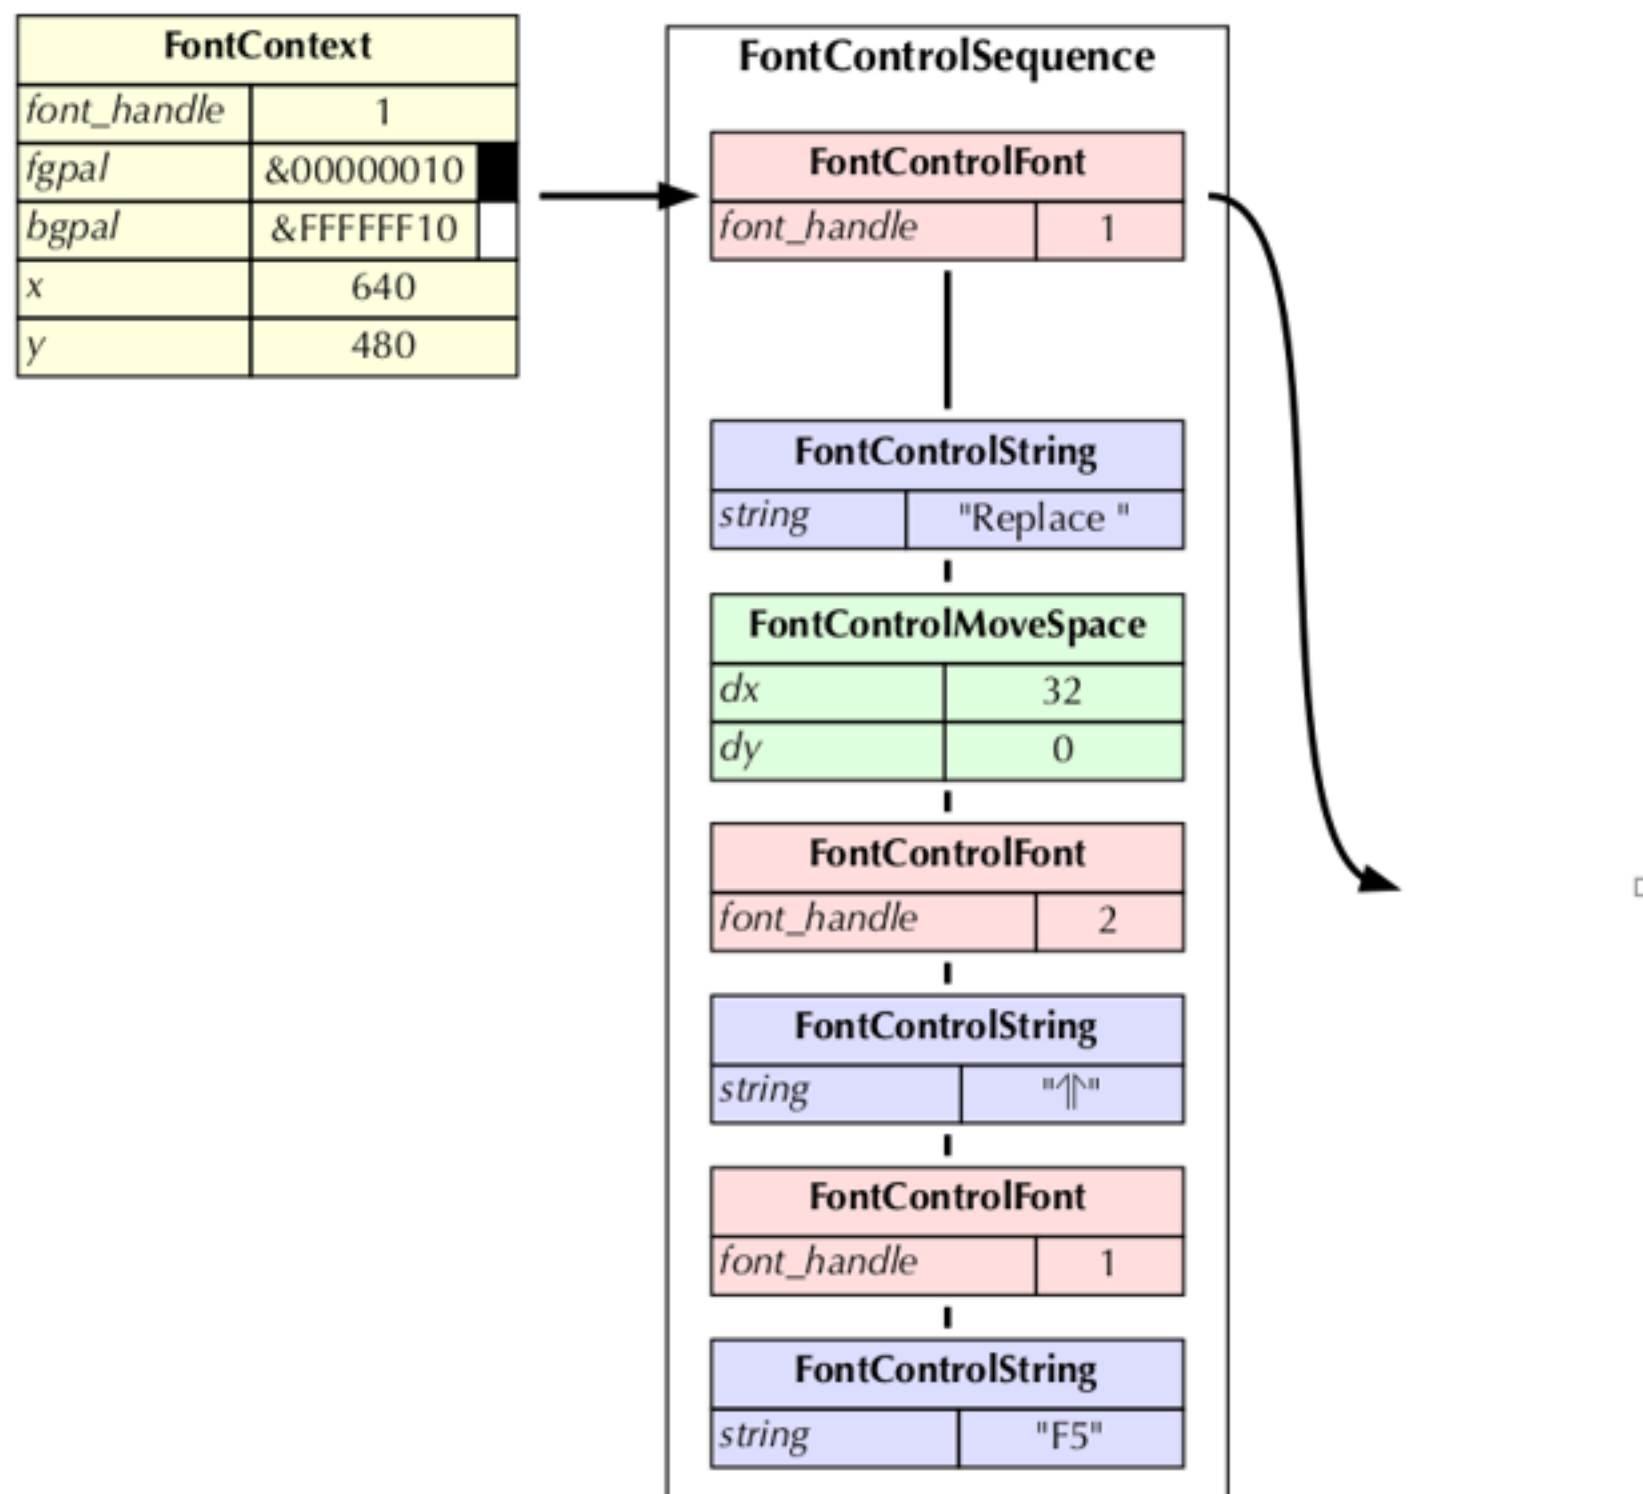 FontContext
font_handle 1
fgpal &00000010
bgpal &FFFFFF10
x 640
y 480
FontControlSequence
FontControlFont
font_handle 1
FontControlString
string "Replace "
FontControlMoveSpace
dx 32
dy 0
FontControlFont
font_handle 2
FontControlString
string "⥣"
FontControlFont
font_handle 1
FontControlString
string "F5"